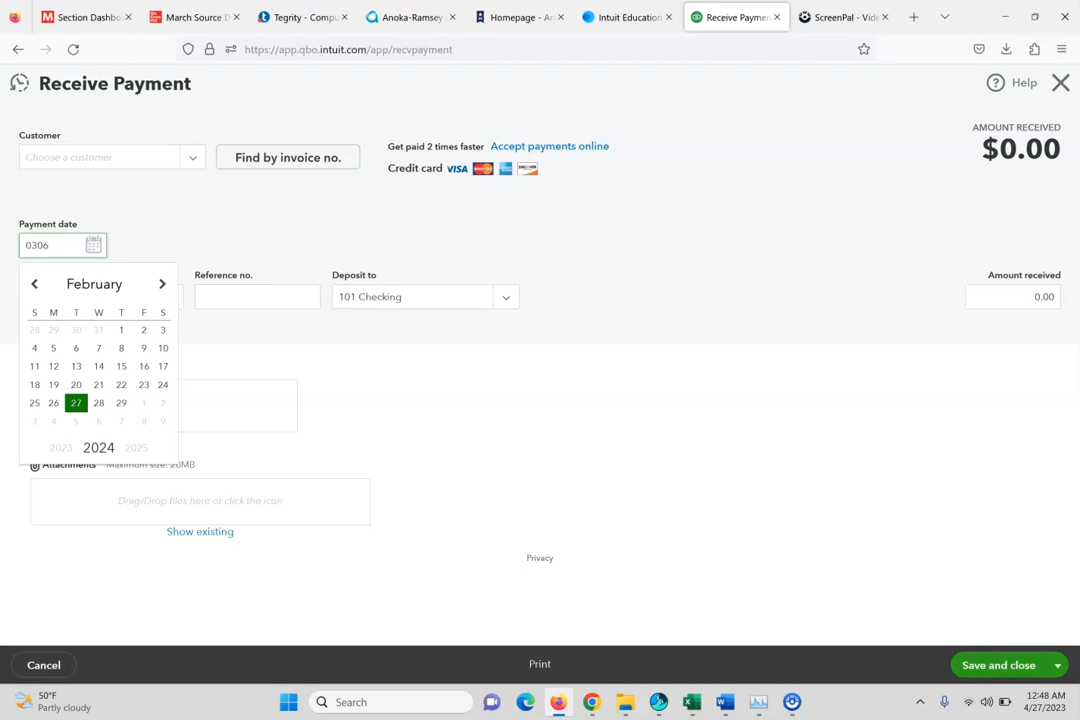 Section Dashbo
March Source D
Tegrity - Compu
Anoka-Ramsey
Homepage - An
Intuit Education
Receive Paymen
ScreenPal - Vide
https://app.qbo.intuit.com/app/recvpayment
Receive Payment
Help
Customer
Choose a customer
Find by invoice no.
Get paid 2 times faster Accept payments online
Credit card VISA
AMOUNT RECEIVED
$0.00
Payment date
0306
February
S M T W T F S
28 29 30 31 1 2 3
4 5 6 7 8 9 10
11 12 13 14 15 16 17
18 19 20 21 22 23 24
25 26 27 28 29 1 2
3 4 5 6 7 8 9
2023 2024 2025
Reference no.
Deposit to
101 Checking
Amount received
0.00
Attachments Maximum size: 20MB
Drag/Drop files here or click the icon
Show existing
Privacy
Cancel
Print
Save and close
50°F
Partly cloudy
Search
12:48 AM
4/27/2023